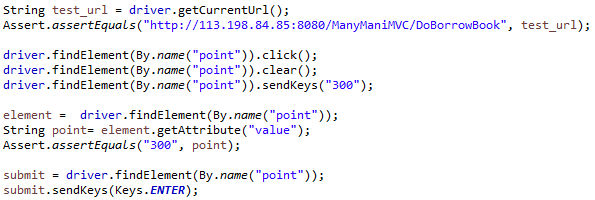 String test_url = driver.getCurrentUrl();
Assert.assertEquals("http://113.198.84.85:8080/ManyManiMVC/DoBorrowBook", test_url);
driver.findElement(By.name("point")).click();
driver.findElement(By.name("point")).clear();
driver.findElement(By.name("point")).sendKeys("300");
element =  driver.findElement(By.name("point"));
String point= element.getAttribute("value");
Assert.assertEquals("300", point);
submit = driver.findElement(By.name("point"));
submit.sendKeys(Keys.ENTER);